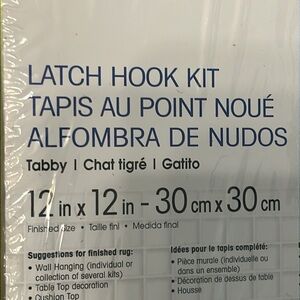 LATCH HOOK KIT
TAPIS AU POINT NOUÉ
ALFOMBRA DE NUDOS
Tabby | Chat tigré | Gatito
12 in x 12 in - 30 cm x 30 cm
Finished Size • Taille fini • Medida final
Suggestions for finished rug:
• Wall Hanging (individual or
collection of several kits)
• Table Top decoration
• Cushion Top
Idées pour le tapis complété:
• Pièce murale (individuelle ou
dans un ensemble)
• Décoration de dessus de table
• Housse